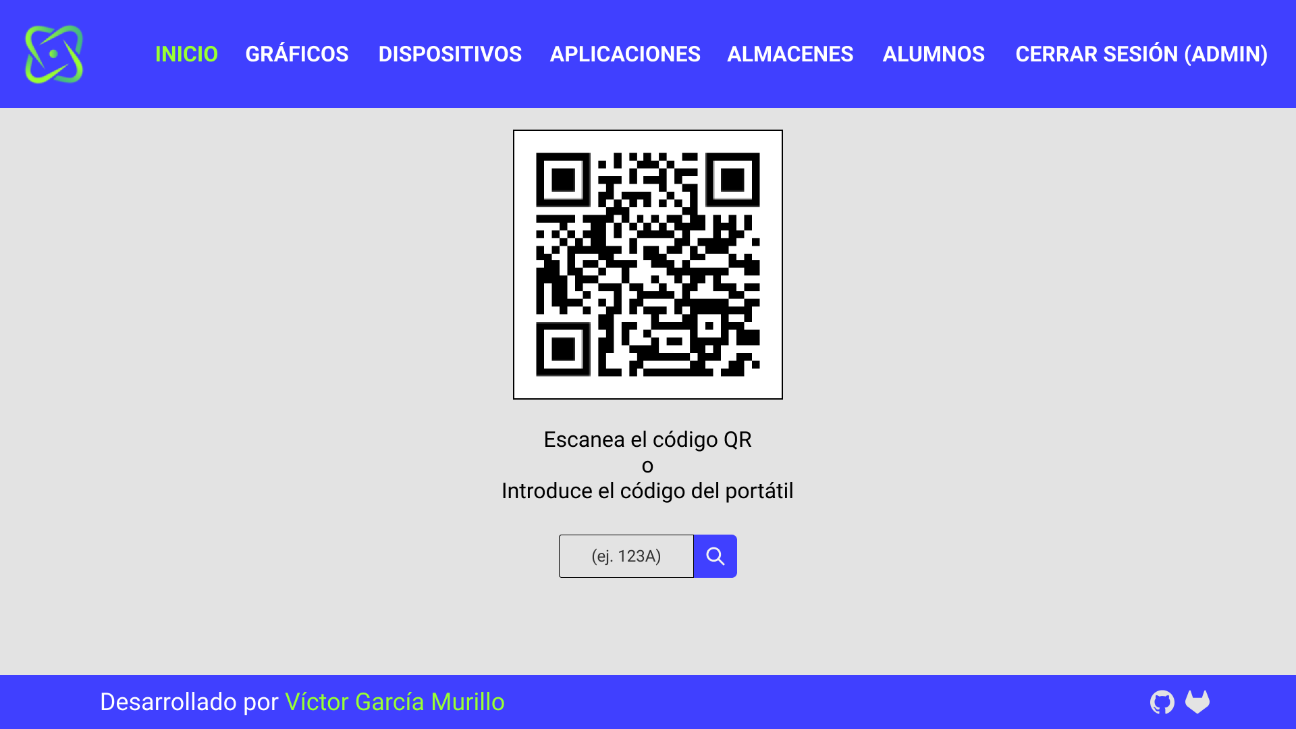 INICIO GRÁFICOS DISPOSITIVOS APLICACIONES ALMACENES ALUMNOS CERRAR SESIÓN (ADMIN)
Escanea el código QR
o
Introduce el código del portátil
(ej. 123A)
Desarrollado por Víctor García Murillo